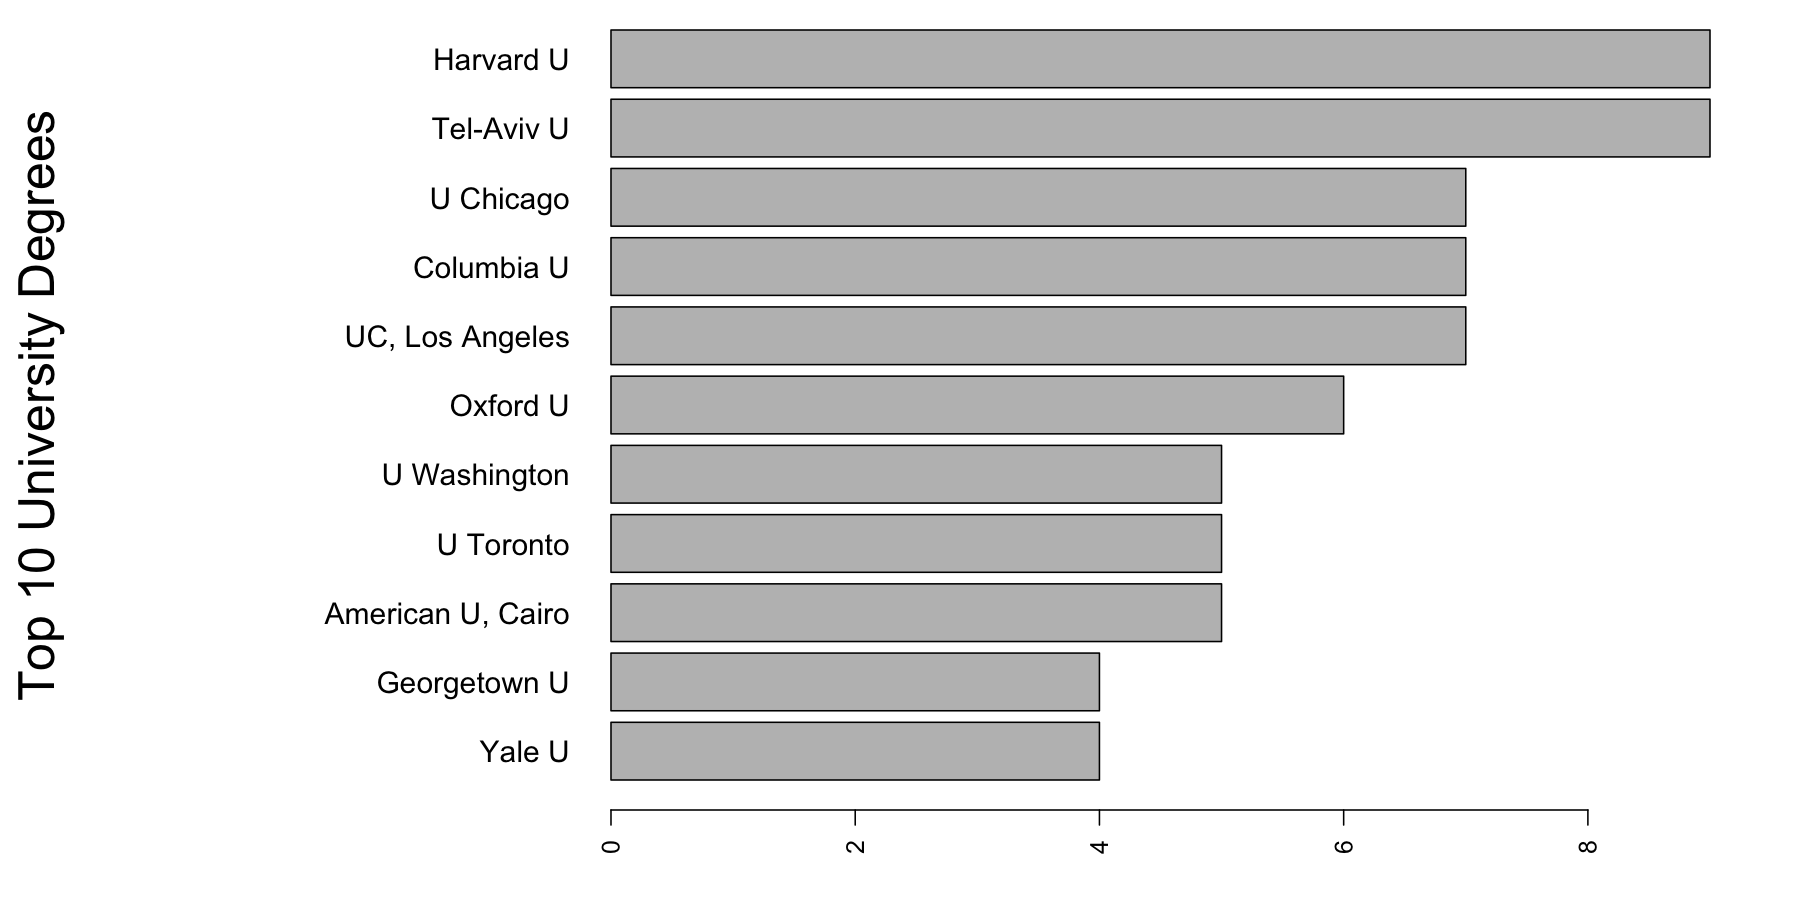 Top 10 University Degrees
Harvard U
Tel-Aviv U
U Chicago
Columbia U
UC, Los Angeles
Oxford U
U Washington
U Toronto
American U, Cairo
Georgetown U
Yale U
0 2 4 6 8